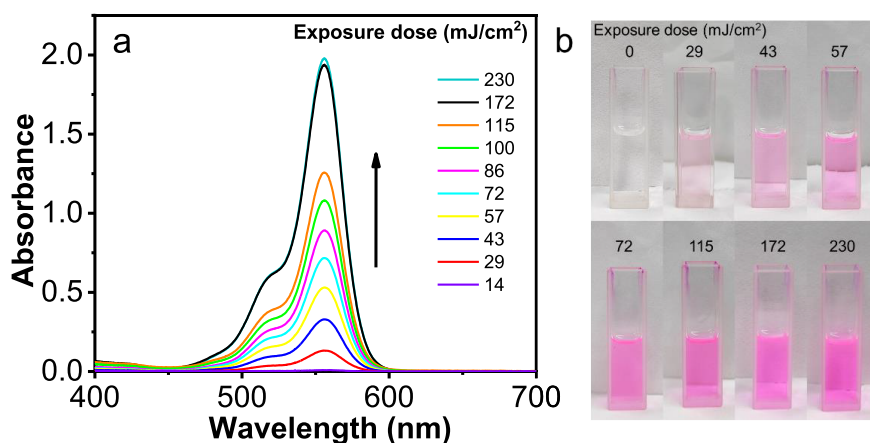 a
Exposure dose (mJ/cm²)
230
172
115
100
86
72
57
43
29
14
Absorbance
2.0
1.5
1.0
0.5
0.0
400
500
600
700
Wavelength (nm)
b
Exposure dose (mJ/cm²)
0 29 43 57
72 115 172 230